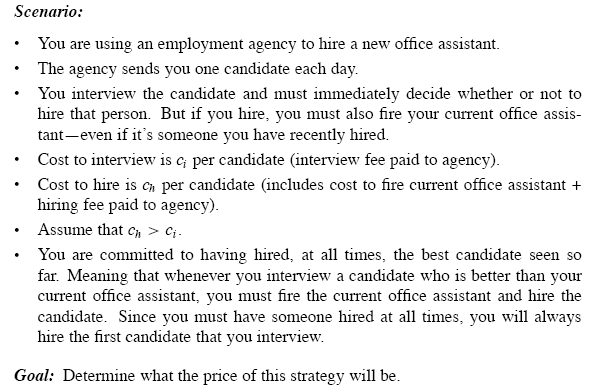 Scenario:
• You are using an employment agency to hire a new office assistant.
• The agency sends you one candidate each day.
• You interview the candidate and must immediately decide whether or not to
hire that person. But if you hire, you must also fire your current office assis-
tant—even if it's someone you have recently hired.
• Cost to interview is cᵢ per candidate (interview fee paid to agency).
• Cost to hire is cₕ per candidate (includes cost to fire current office assistant +
hiring fee paid to agency).
• Assume that cₕ > cᵢ.
• You are committed to having hired, at all times, the best candidate seen so
far. Meaning that whenever you interview a candidate who is better than your
current office assistant, you must fire the current office assistant and hire the
candidate. Since you must have someone hired at all times, you will always
hire the first candidate that you interview.
Goal: Determine what the price of this strategy will be.